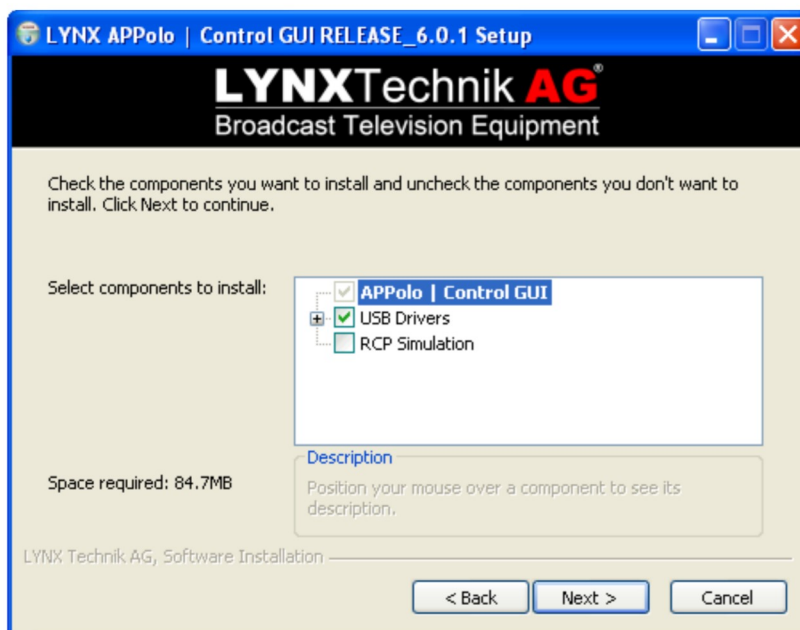 LYNX APPolo | Control GUI RELEASE_6.0.1 Setup
LYNXTechnik AG®
Broadcast Television Equipment
Check the components you want to install and uncheck the components you don't want to
install. Click Next to continue.
Select components to install:
APPolo | Control GUI
USB Drivers
RCP Simulation
Space required: 84.7MB
Description
Position your mouse over a component to see its
description.
LYNX Technik AG, Software Installation
< Back
Next >
Cancel